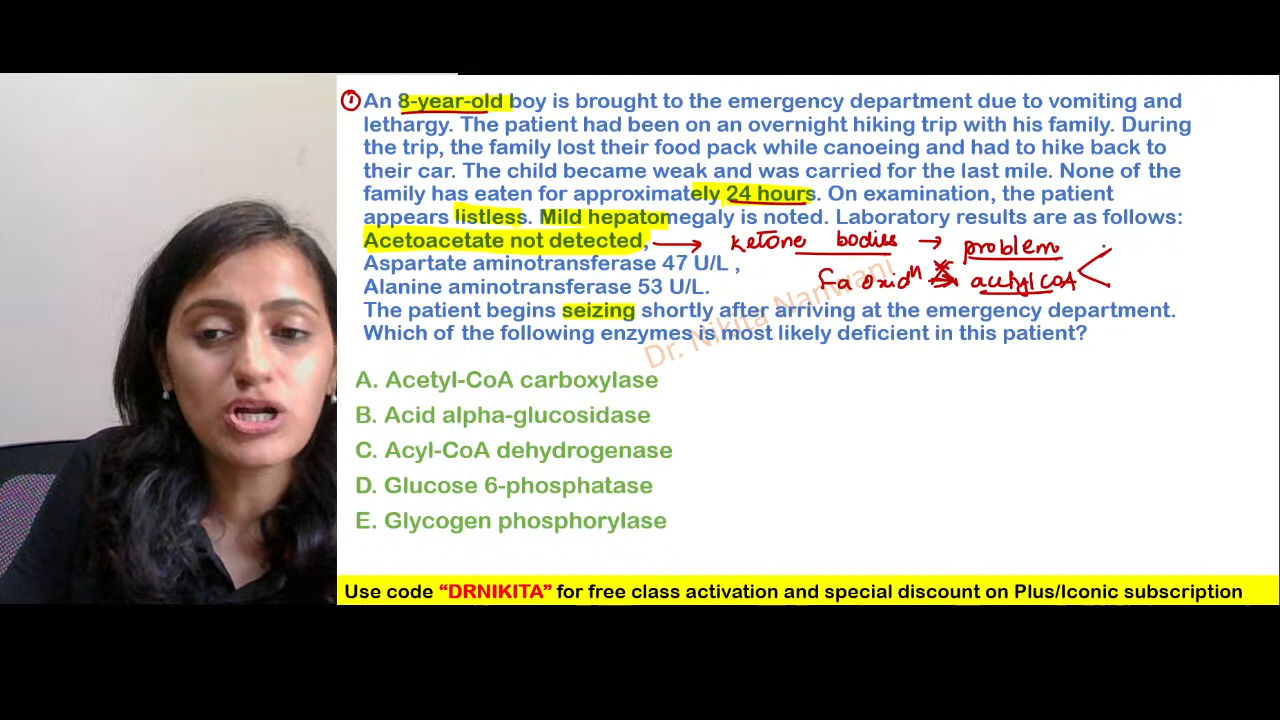 ① An 8-year-old boy is brought to the emergency department due to vomiting and
lethargy. The patient had been on an overnight hiking trip with his family. During
the trip, the family lost their food pack while canoeing and had to hike back to
their car. The child became weak and was carried for the last mile. None of the
family has eaten for approximately 24 hours. On examination, the patient
appears listless. Mild hepatomegaly is noted. Laboratory results are as follows:
Acetoacetate not detected, → ketone bodies → problem
Aspartate aminotransferase 47 U/L , Fa oxidⁿ → acetyl coA
Alanine aminotransferase 53 U/L.
The patient begins seizing shortly after arriving at the emergency department.
Which of the following enzymes is most likely deficient in this patient?
Dr. Nikita Nanwani
A. Acetyl-CoA carboxylase
B. Acid alpha-glucosidase
C. Acyl-CoA dehydrogenase
D. Glucose 6-phosphatase
E. Glycogen phosphorylase
Use code “DRNIKITA” for free class activation and special discount on Plus/Iconic subscription